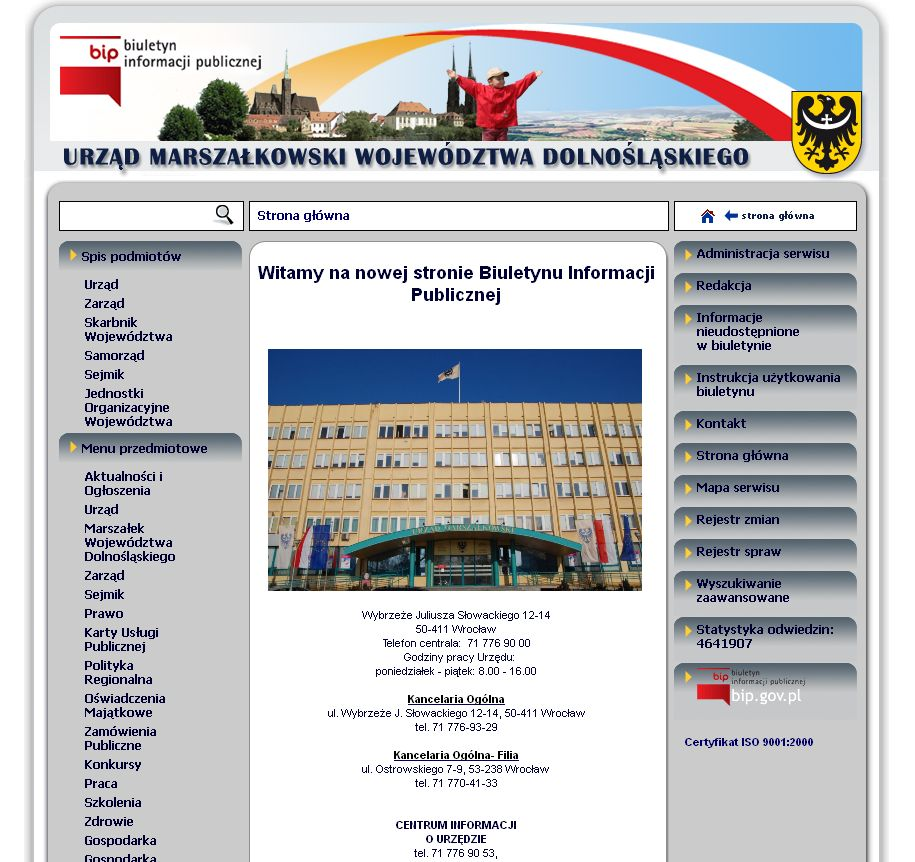 bip biuletyn
informacji publicznej
URZĄD MARSZAŁKOWSKI WOJEWÓDZTWA DOLNOŚLĄSKIEGO
Strona główna
strona główna
Spis podmiotów
Urząd
Zarząd
Skarbnik
Województwa
Samorząd
Sejmik
Jednostki
Organizacyjne
Województwa
Menu przedmiotowe
Aktualności i
Ogłoszenia
Urząd
Marszałek
Województwa
Dolnośląskiego
Zarząd
Sejmik
Prawo
Karty Usługi
Publicznej
Polityka
Regionalna
Oświadczenia
Majątkowe
Zamówienia
Publiczne
Konkursy
Praca
Szkolenia
Zdrowie
Gospodarka
Gospodarka
Witamy na nowej stronie Biuletynu Informacji
Publicznej
URZĄD MARSZAŁKOWSKI
Wybrzeże Juliusza Słowackiego 12-14
50-411 Wrocław
Telefon centrala: 71 776 90 00
Godziny pracy Urzędu:
poniedziałek - piątek: 8.00 - 16.00
Kancelaria Ogólna
ul. Wybrzeże J. Słowackiego 12-14, 50-411 Wrocław
tel. 71 776-93-29
Kancelaria Ogólna- Filia
ul. Ostrowskiego 7-9, 53-238 Wrocław
tel. 71 770-41-33
CENTRUM INFORMACJI
O URZĘDZIE
tel. 71 776 90 53,
Administracja serwisu
Redakcja
Informacje
nieudostępnione
w biuletynie
Instrukcja użytkowania
biuletynu
Kontakt
Strona główna
Mapa serwisu
Rejestr zmian
Rejestr spraw
Wyszukiwanie
zaawansowane
Statystyka odwiedzin:
4641907
bip biuletyn
informacji publicznej
bip.gov.pl
Certyfikat ISO 9001:2000